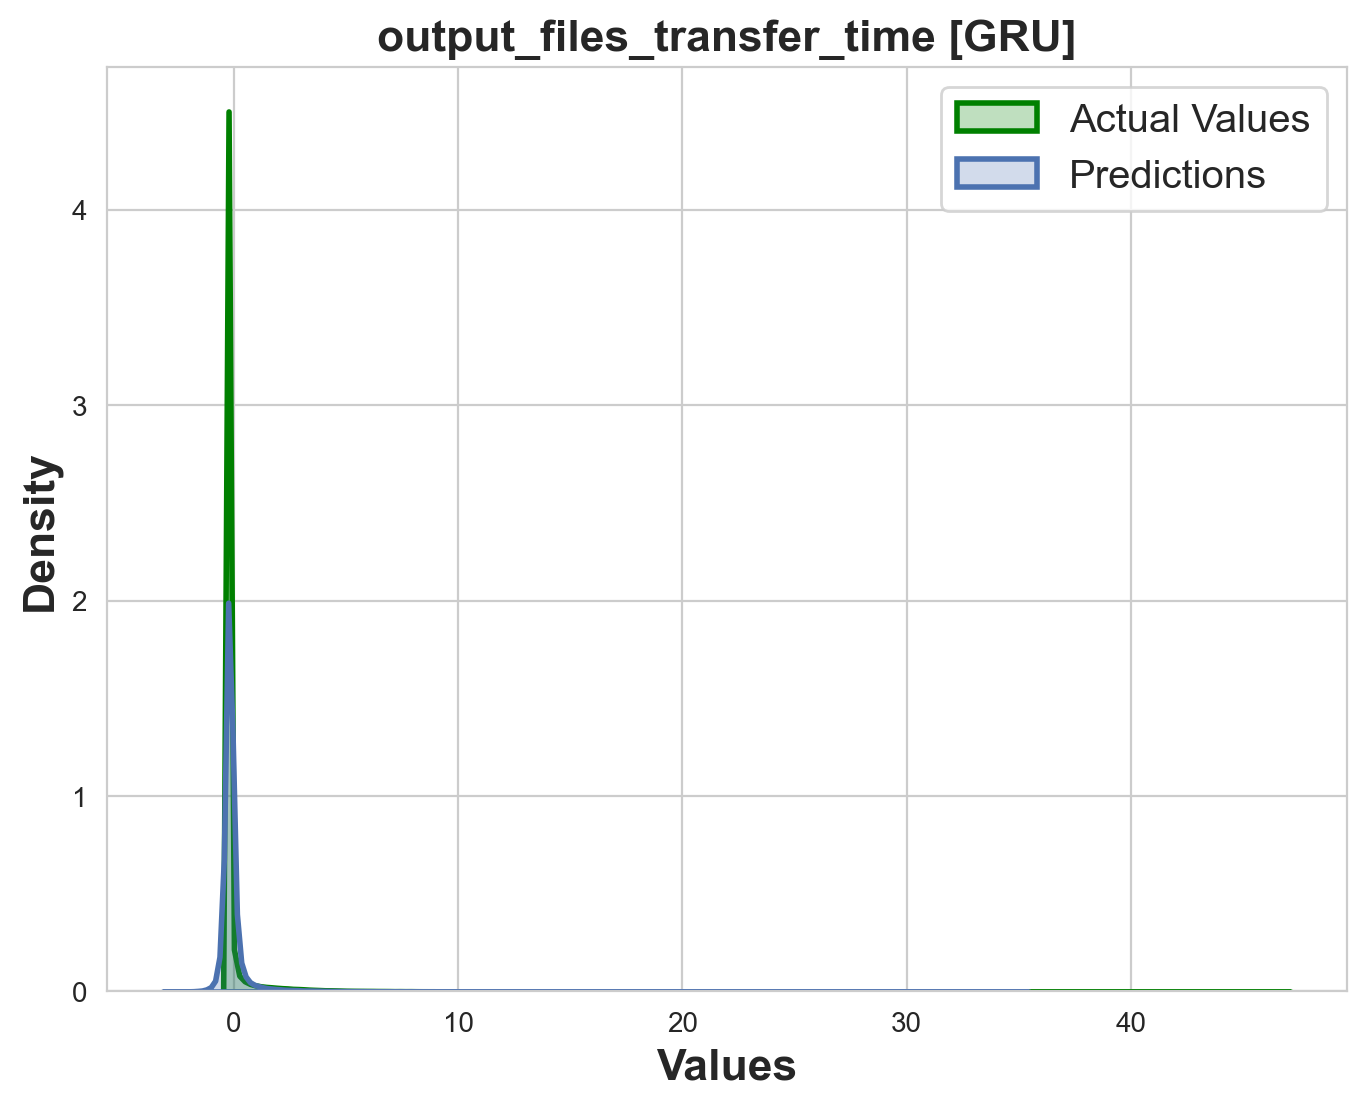 output_files_transfer_time [GRU]
Actual Values
Predictions
Density
4
3
2
1
0
0 10 20 30 40
Values